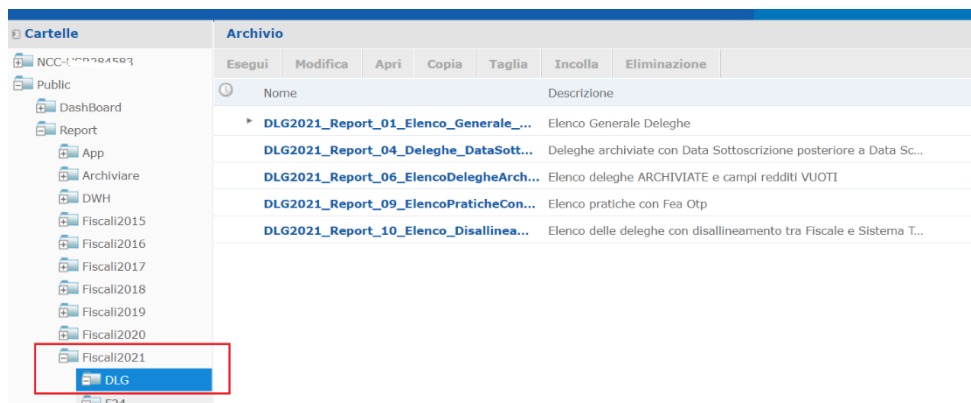 Cartelle
NCC-
Public
DashBoard
Report
App
Archiviare
DWH
Fiscali2015
Fiscali2016
Fiscali2017
Fiscali2018
Fiscali2019
Fiscali2020
Fiscali2021
DLG
F24
Archivio
Esegui Modifica Apri Copia Taglia Incolla Eliminazione
Nome Descrizione
DLG2021_Report_01_Elenco_Generale_... Elenco Generale Deleghe
DLG2021_Report_04_Deleghe_DataSott... Deleghe archiviate con Data Sottoscrizione posteriore a Data Sc...
DLG2021_Report_06_ElencoDelegheArch... Elenco deleghe ARCHIVIATE e campi redditi VUOTI
DLG2021_Report_09_ElencoPraticheCon... Elenco pratiche con Fea Otp
DLG2021_Report_10_Elenco_Disallinea... Elenco delle deleghe con disallineamento tra Fiscale e Sistema T...